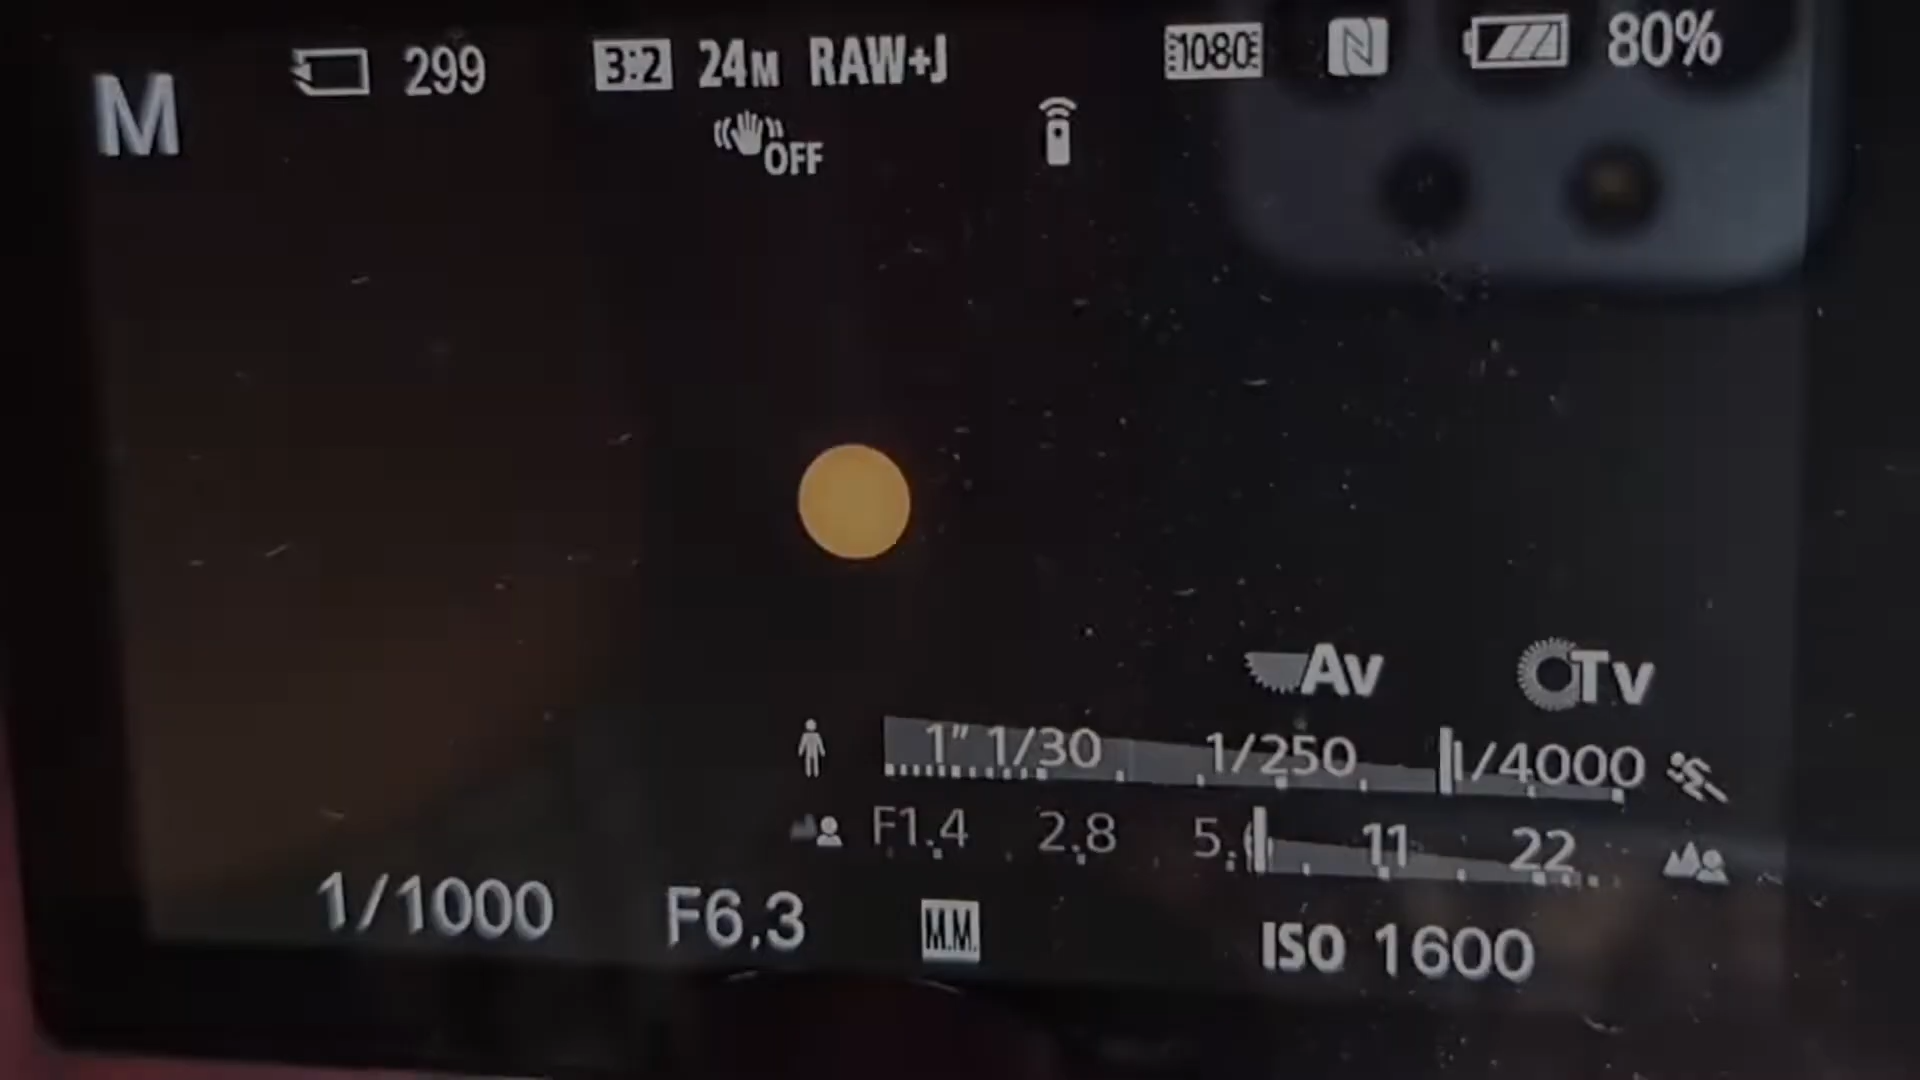 M 299 3:2 24M RAW+J 1080 N 80%
OFF
Av Tv
1" 1/30 1/250 1/4000
F1.4 2.8 5. 11 22
1/1000 F6.3 M.M. ISO 1600